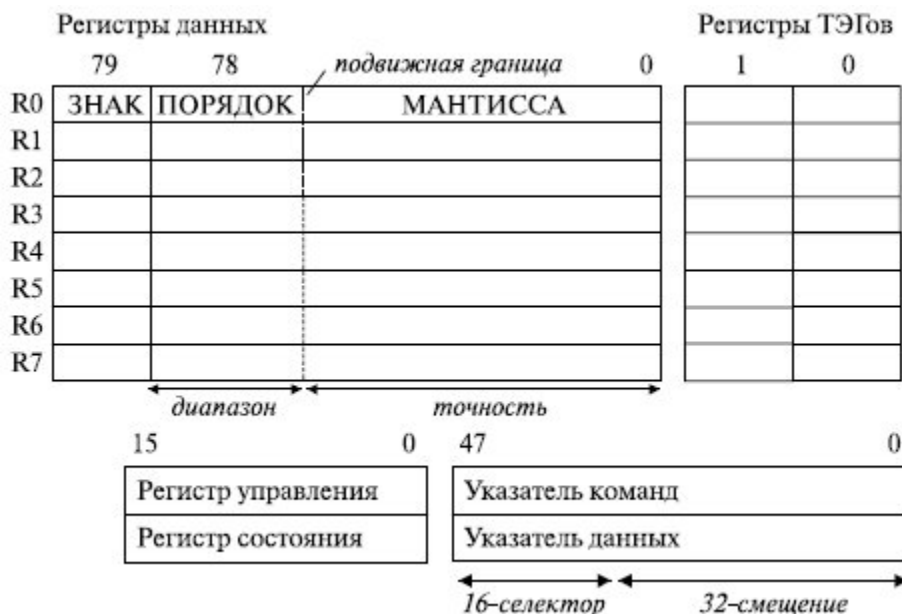 Регистры данных Регистры ТЭГов
79 78 подвижная граница 0 1 0
R0 ЗНАК ПОРЯДОК МАНТИССА
R1
R2
R3
R4
R5
R6
R7
диапазон точность
15 0 47 0
Регистр управления Указатель команд
Регистр состояния Указатель данных
16-селектор 32-смещение